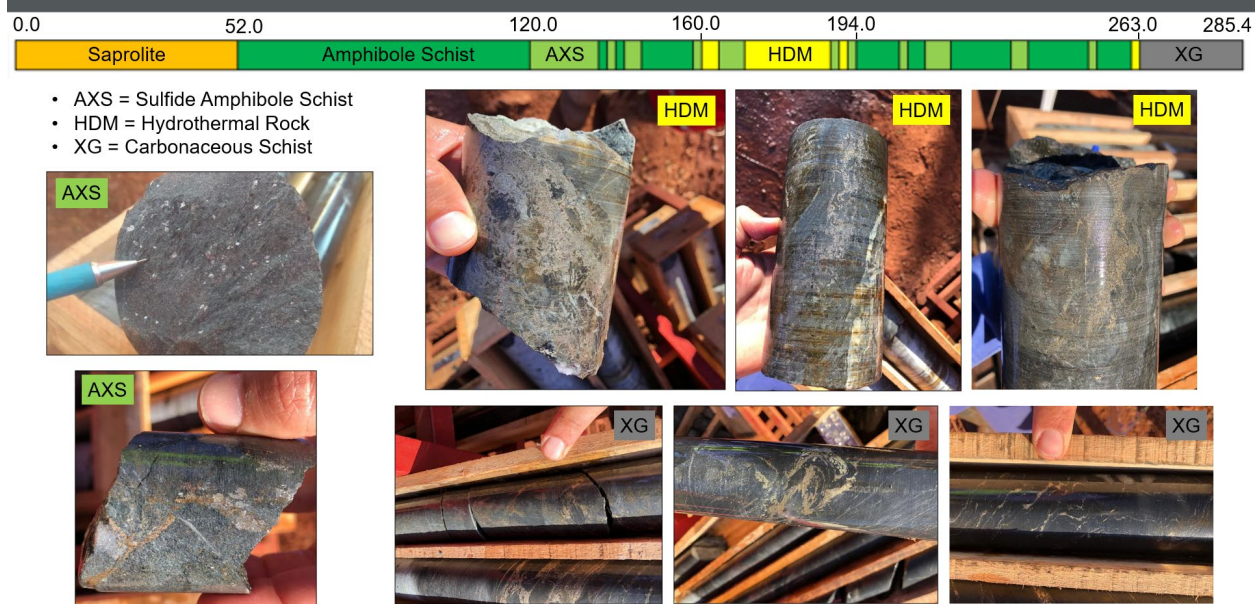 0.0 52.0 120.0 160.0 194.0 263.0 285.4
Saprolite Amphibole Schist AXS HDM XG
• AXS = Sulfide Amphibole Schist
• HDM = Hydrothermal Rock
• XG = Carbonaceous Schist
HDM HDM HDM
AXS
AXS
XG XG XG